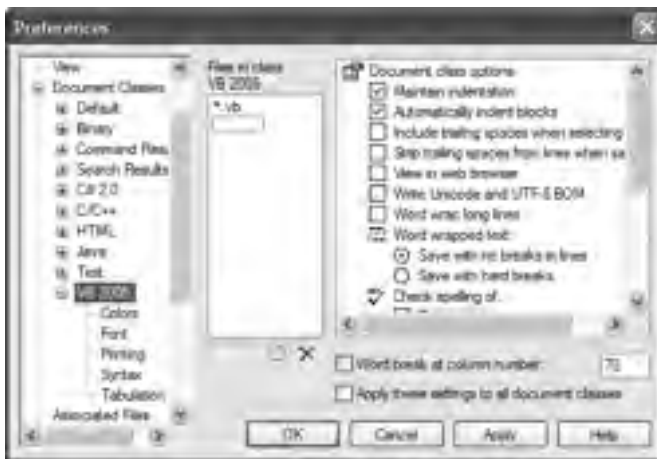 Preferences
View
Document Classes
Default
Binary
Command Resu
Search Results
C# 2.0
C/C++
HTML
Java
Text
VB 2005
Colors
Font
Printing
Syntax
Tabulation
Associated Files
Files in class
VB 2005
*.vb
Document class options
Maintain indentation
Automatically indent blocks
Include trailing spaces when selecting
Strip trailing spaces from lines when sa
View in web browser
Write Unicode and UTF-8 BOM
Word wrap long lines
Word wrapped text:
Save with no breaks in lines
Save with hard breaks
Check spelling of:
Word break at column number:
Apply these settings to all document classes
OK
Cancel
Apply
Help